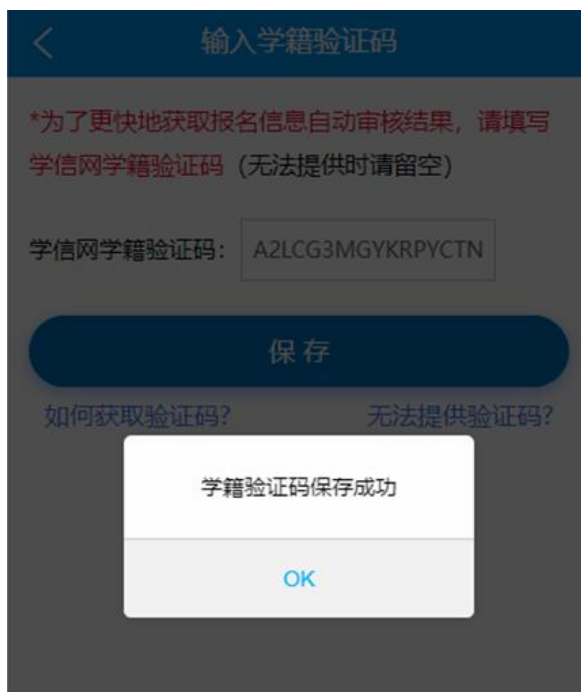 输入学籍验证码
*为了更快地获取报名信息自动审核结果，请填写
学信网学籍验证码（无法提供时请留空）
学信网学籍验证码： A2LCG3MGYKRPYCTN
保存
如何获取验证码？ 无法提供验证码？
学籍验证码保存成功
OK